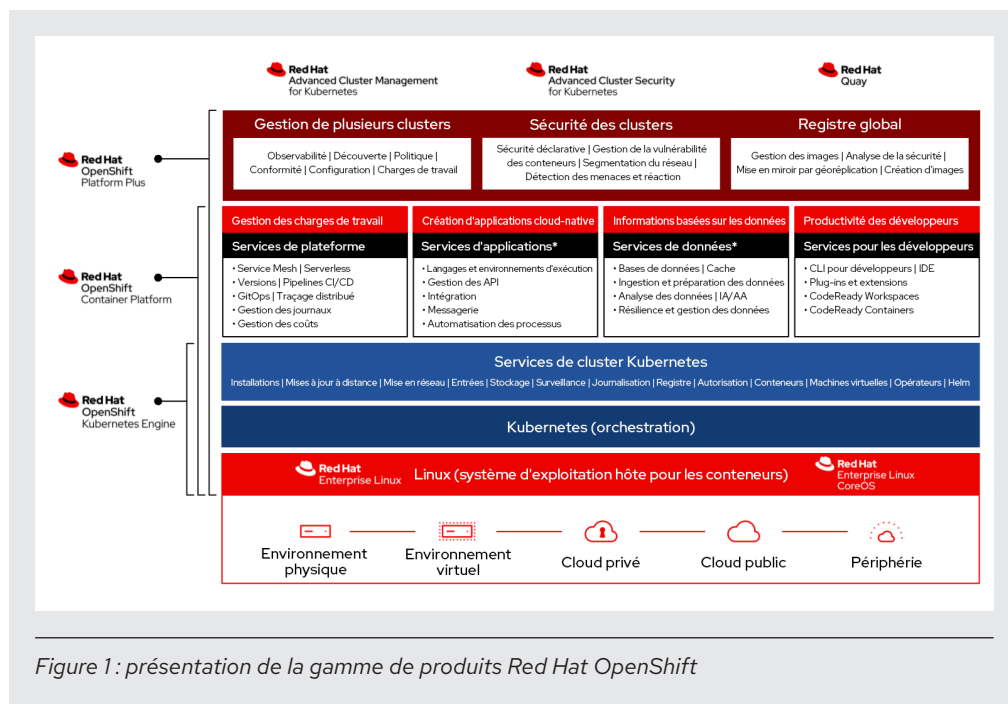 Red Hat
Advanced Cluster Management
for Kubernetes
Red Hat
Advanced Cluster Security
for Kubernetes
Red Hat
Quay
Red Hat
OpenShift
Platform Plus
Gestion de plusieurs clusters
Observabilité | Découverte | Politique |
Conformité | Configuration | Charges de travail
Sécurité des clusters
Sécurité déclarative | Gestion de la vulnérabilité
des conteneurs | Segmentation du réseau |
Détection des menaces et réaction
Registre global
Gestion des images | Analyse de la sécurité |
Mise en miroir par géoréplication | Création d'images
Red Hat
OpenShift
Container Platform
Gestion des charges de travail
Services de plateforme
• Service Mesh | Serverless
• Versions | Pipelines CI/CD
• GitOps | Traçage distribué
• Gestion des journaux
• Gestion des coûts
Création d'applications cloud-native
Services d'applications*
• Langages et environnements d'exécution
• Gestion des API
• Intégration
• Messagerie
• Automatisation des processus
Informations basées sur les données
Services de données*
• Bases de données | Cache
• Ingestion et préparation des données
• Analyse des données | IA/AA
• Résilience et gestion des données
Productivité des développeurs
Services pour les développeurs
• CLI pour développeurs | IDE
• Plug-ins et extensions
• CodeReady Workspaces
• CodeReady Containers
Red Hat
OpenShift
Kubernetes Engine
Services de cluster Kubernetes
Installations | Mises à jour à distance | Mise en réseau | Entrées | Stockage | Surveillance | Journalisation | Registre | Autorisation | Conteneurs | Machines virtuelles | Opérateurs | Helm
Kubernetes (orchestration)
Red Hat
Enterprise Linux
Linux (système d'exploitation hôte pour les conteneurs)
Red Hat
Enterprise Linux
CoreOS
Environnement
physique
Environnement
virtuel
Cloud privé
Cloud public
Périphérie
Figure 1 : présentation de la gamme de produits Red Hat OpenShift